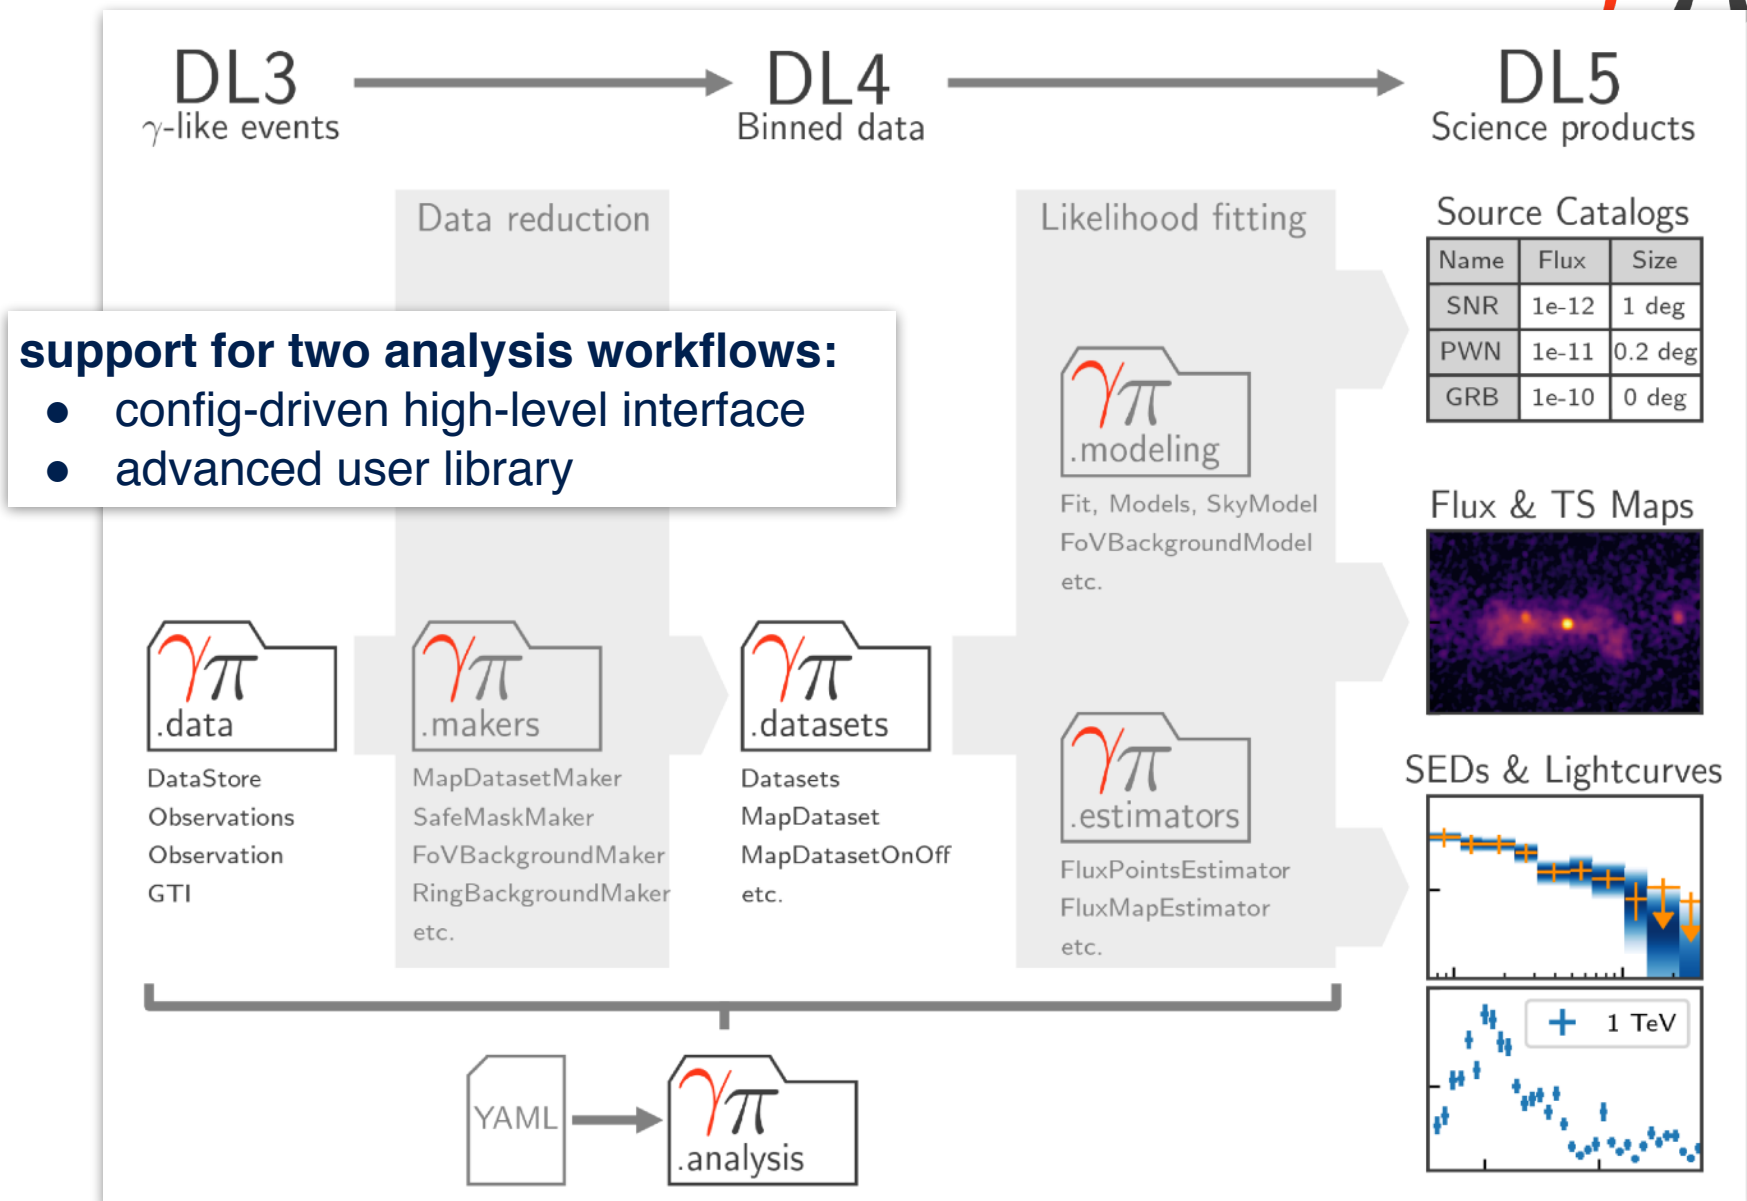 DL3
γ-like events
DL4
Binned data
DL5
Science products
Data reduction
Likelihood fitting
support for two analysis workflows:
● config-driven high-level interface
● advanced user library
γπ
.data
DataStore
Observations
Observation
GTI
γπ
.makers
MapDatasetMaker
SafeMaskMaker
FoVBackgroundMaker
RingBackgroundMaker
etc.
γπ
.datasets
Datasets
MapDataset
MapDatasetOnOff
etc.
γπ
.modeling
Fit, Models, SkyModel
FoVBackgroundModel
etc.
γπ
.estimators
FluxPointsEstimator
FluxMapEstimator
etc.
Source Catalogs
Name Flux Size
SNR 1e-12 1 deg
PWN 1e-11 0.2 deg
GRB 1e-10 0 deg
Flux & TS Maps
SEDs & Lightcurves
1 TeV
YAML
γπ
.analysis